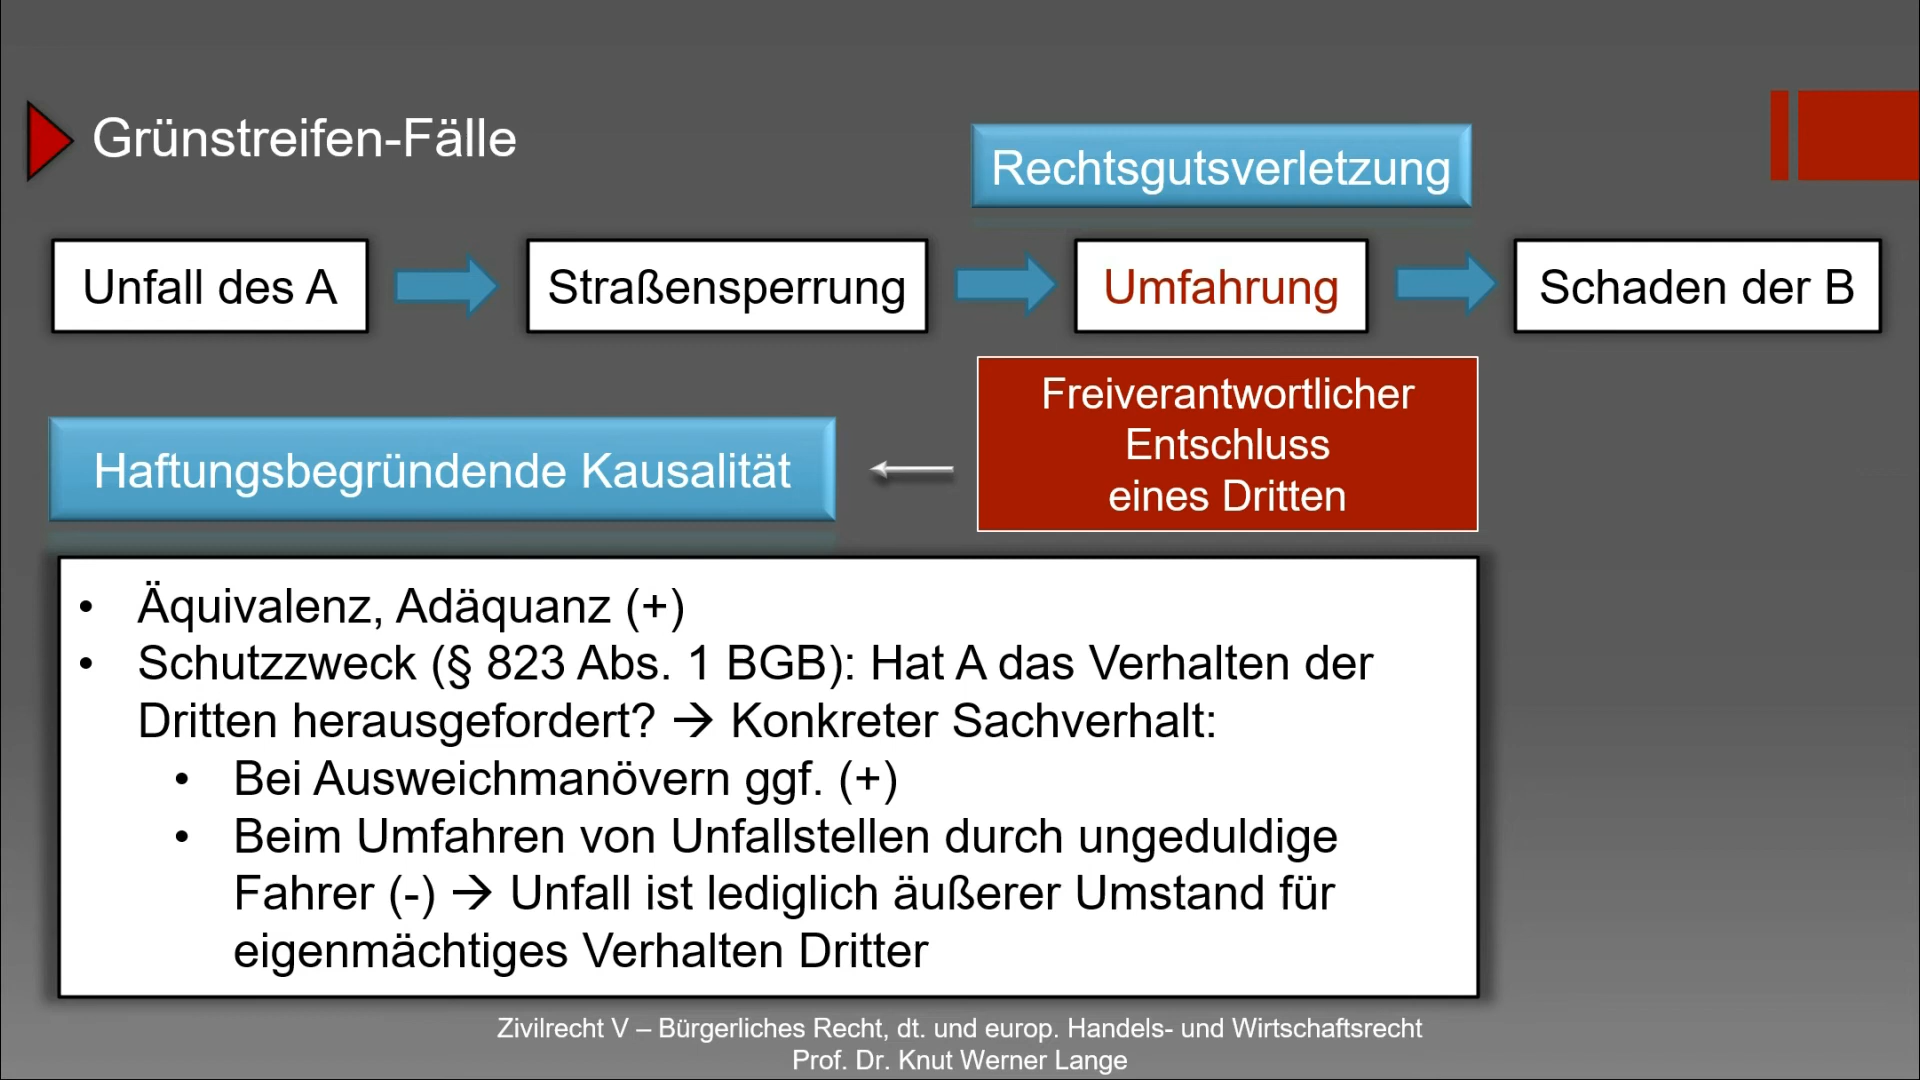 Grünstreifen-Fälle
Rechtsgutsverletzung
Unfall des A
Straßensperrung
Umfahrung
Schaden der B
Freiverantwortlicher
Entschluss
eines Dritten
Haftungsbegründende Kausalität
• Äquivalenz, Adäquanz (+)
• Schutzzweck (§ 823 Abs. 1 BGB): Hat A das Verhalten der
Dritten herausgefordert? → Konkreter Sachverhalt:
• Bei Ausweichmanövern ggf. (+)
• Beim Umfahren von Unfallstellen durch ungeduldige
Fahrer (-) → Unfall ist lediglich äußerer Umstand für
eigenmächtiges Verhalten Dritter
Zivilrecht V – Bürgerliches Recht, dt. und europ. Handels- und Wirtschaftsrecht
Prof. Dr. Knut Werner Lange